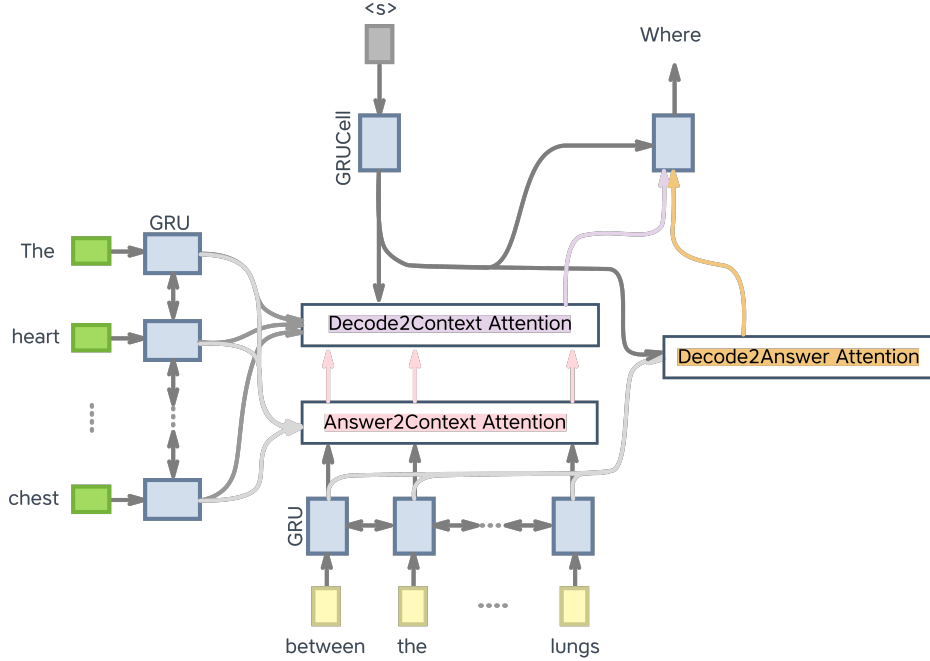 <s>
Where
GRUCell
GRU
The
heart
chest
Decode2Context Attention
Decode2Answer Attention
Answer2Context Attention
GRU
between
the
lungs